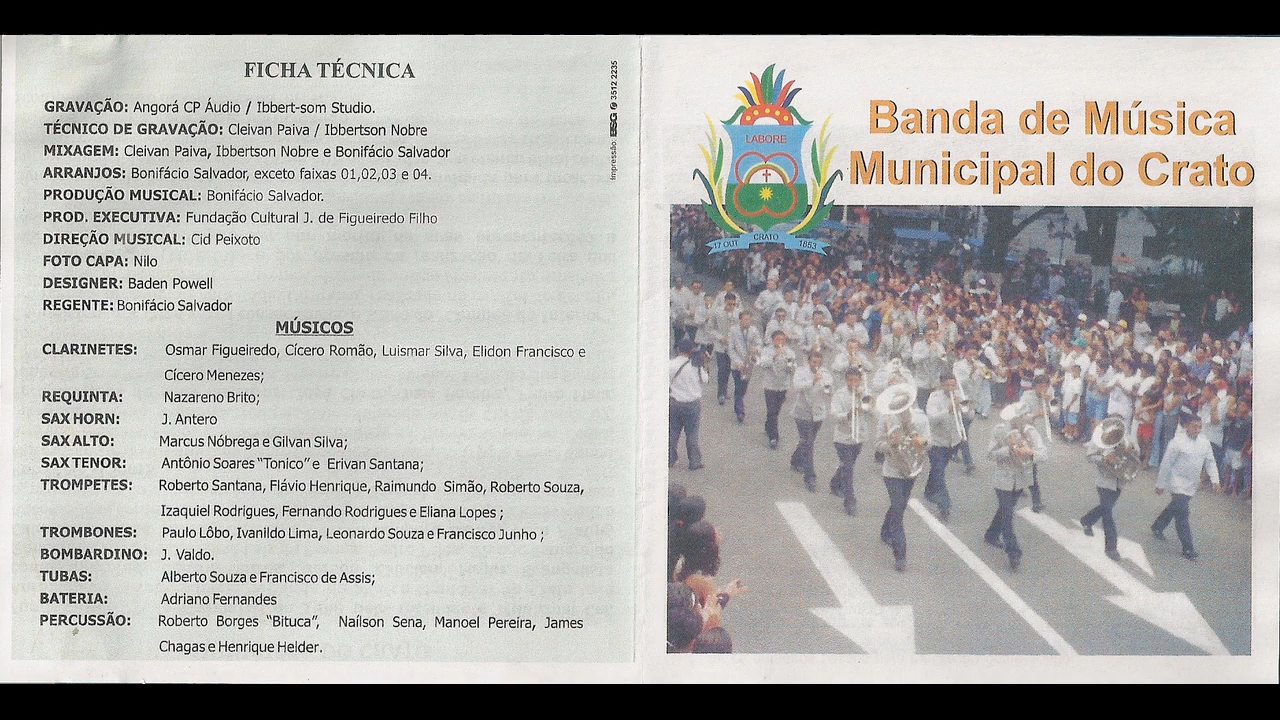 FICHA TÉCNICA
GRAVAÇÃO: Angorá CP Áudio / Ibbert-som Studio.
TÉCNICO DE GRAVAÇÃO: Cleivan Paiva / Ibbertson Nobre
MIXAGEM: Cleivan Paiva, Ibbertson Nobre e Bonifácio Salvador
ARRANJOS: Bonifácio Salvador, exceto faixas 01,02,03 e 04.
PRODUÇÃO MUSICAL: Bonifácio Salvador.
PROD. EXECUTIVA: Fundação Cultural J. de Figueiredo Filho
DIREÇÃO MUSICAL: Cid Peixoto
FOTO CAPA: Nilo
DESIGNER: Baden Powell
REGENTE: Bonifácio Salvador
MÚSICOS
CLARINETES: Osmar Figueiredo, Cícero Romão, Luismar Silva, Elidon Francisco e
Cícero Menezes;
REQUINTA: Nazareno Brito;
SAX HORN: J. Antero
SAX ALTO: Marcus Nóbrega e Gilvan Silva;
SAX TENOR: Antônio Soares "Tonico" e Erivan Santana;
TROMPETES: Roberto Santana, Flávio Henrique, Raimundo Simão, Roberto Souza,
Izaquiel Rodrigues, Fernando Rodrigues e Eliana Lopes ;
TROMBONES: Paulo Lôbo, Ivanildo Lima, Leonardo Souza e Francisco Junho ;
BOMBARDINO: J. Valdo.
TUBAS: Alberto Souza e Francisco de Assis;
BATERIA: Adriano Fernandes
PERCUSSÃO: Roberto Borges "Bituca", Naílson Sena, Manoel Pereira, James
Chagas e Henrique Helder.
Impressão: BSG 3512 2235
Banda de Música
Municipal do Crato
LABORE
17 OUT CRATO 1853